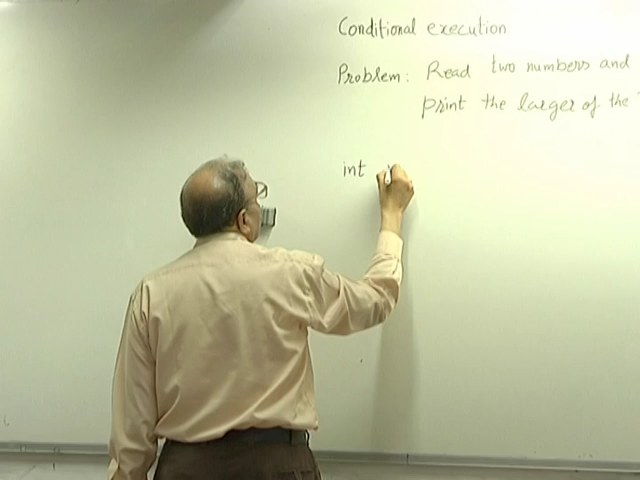 Conditional execution
Problem: Read two numbers and
print the larger of the
int